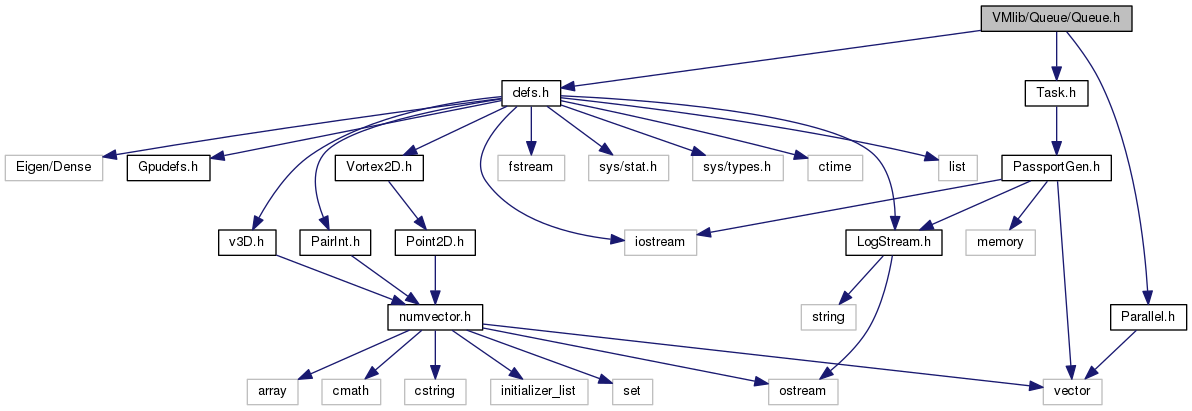 VMlib/Queue/Queue.h
defs.h
Task.h
Eigen/Dense
Gpudefs.h
Vortex2D.h
fstream
sys/stat.h
sys/types.h
ctime
list
PassportGen.h
v3D.h
PairInt.h
Point2D.h
iostream
LogStream.h
memory
numvector.h
string
Parallel.h
array
cmath
cstring
initializer_list
set
ostream
vector